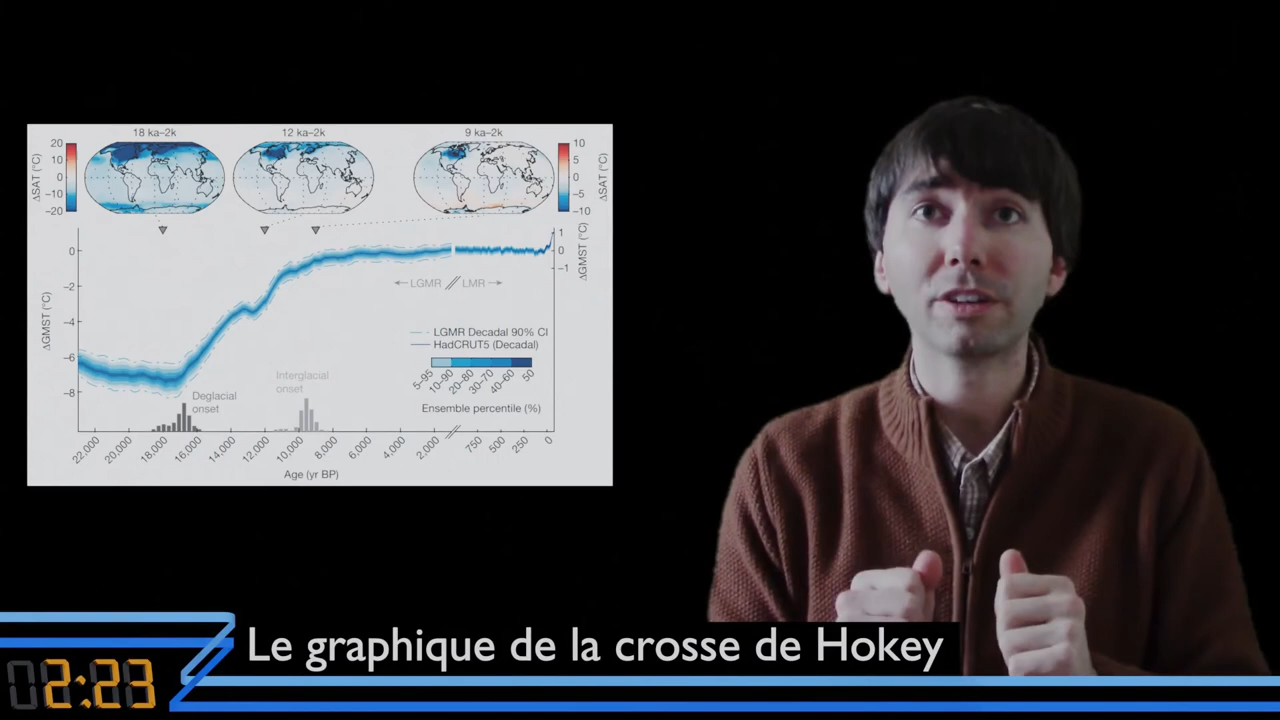 18 ka–2k
12 ka–2k
9 ka–2k
20
10
0
−10
−20
ΔSAT (°C)
10
5
0
−5
−10
ΔSAT (°C)
0
−2
−4
−6
−8
ΔGMST (°C)
1
0
−1
ΔGMST (°C)
LGMR
LMR
LGMR Decadal 90% CI
HadCRUT5 (Decadal)
5–95
10–90
20–80
30–70
40–60
50
Ensemble percentile (%)
Deglacial
onset
Interglacial
onset
22,000
20,000
18,000
16,000
14,000
12,000
10,000
8,000
6,000
4,000
2,000
750
500
250
0
Age (yr BP)
Le graphique de la crosse de Hokey
2:23